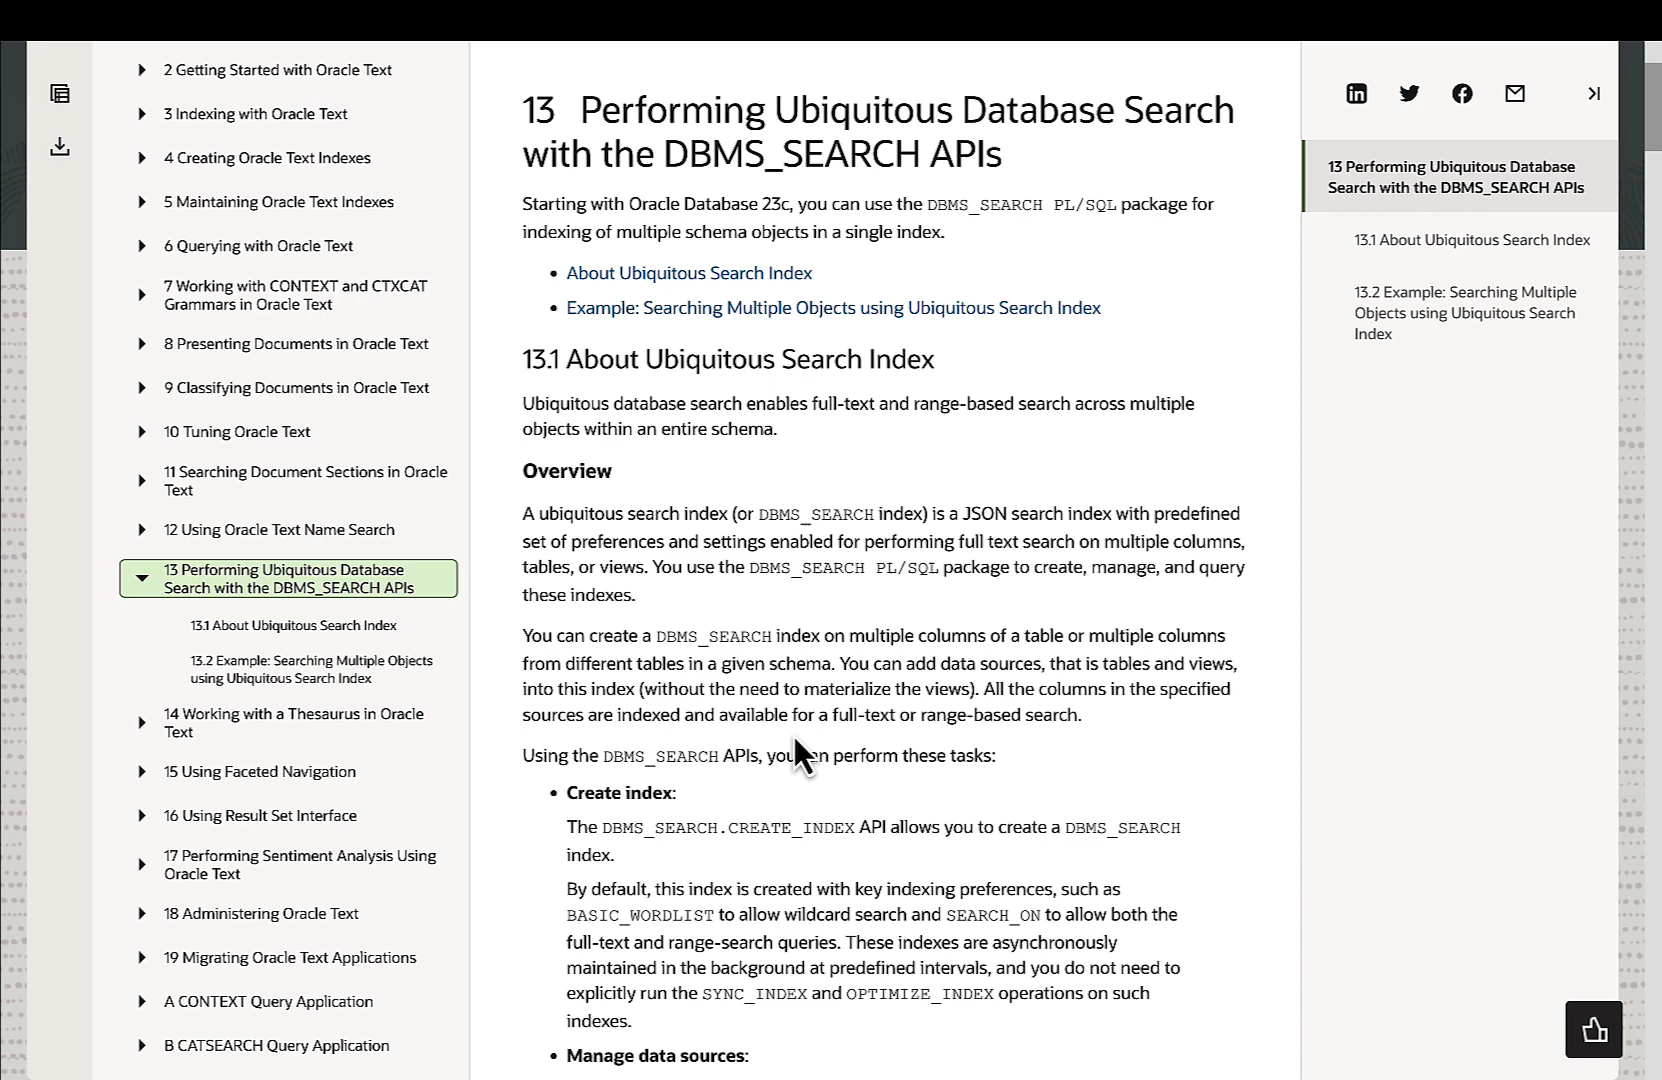 2 Getting Started with Oracle Text
3 Indexing with Oracle Text
4 Creating Oracle Text Indexes
5 Maintaining Oracle Text Indexes
6 Querying with Oracle Text
7 Working with CONTEXT and CTXCAT
Grammars in Oracle Text
8 Presenting Documents in Oracle Text
9 Classifying Documents in Oracle Text
10 Tuning Oracle Text
11 Searching Document Sections in Oracle
Text
12 Using Oracle Text Name Search
13 Performing Ubiquitous Database
Search with the DBMS_SEARCH APIs
13.1 About Ubiquitous Search Index
13.2 Example: Searching Multiple Objects
using Ubiquitous Search Index
14 Working with a Thesaurus in Oracle
Text
15 Using Faceted Navigation
16 Using Result Set Interface
17 Performing Sentiment Analysis Using
Oracle Text
18 Administering Oracle Text
19 Migrating Oracle Text Applications
A CONTEXT Query Application
B CATSEARCH Query Application
13 Performing Ubiquitous Database Search
with the DBMS_SEARCH APIs
Starting with Oracle Database 23c, you can use the DBMS_SEARCH PL/SQL package for
indexing of multiple schema objects in a single index.
• About Ubiquitous Search Index
• Example: Searching Multiple Objects using Ubiquitous Search Index
13.1 About Ubiquitous Search Index
Ubiquitous database search enables full-text and range-based search across multiple
objects within an entire schema.
Overview
A ubiquitous search index (or DBMS_SEARCH index) is a JSON search index with predefined
set of preferences and settings enabled for performing full text search on multiple columns,
tables, or views. You use the DBMS_SEARCH PL/SQL package to create, manage, and query
these indexes.
You can create a DBMS_SEARCH index on multiple columns of a table or multiple columns
from different tables in a given schema. You can add data sources, that is tables and views,
into this index (without the need to materialize the views). All the columns in the specified
sources are indexed and available for a full-text or range-based search.
Using the DBMS_SEARCH APIs, perform these tasks:
• Create index:
The DBMS_SEARCH.CREATE_INDEX API allows you to create a DBMS_SEARCH
index.
By default, this index is created with key indexing preferences, such as
BASIC_WORDLIST to allow wildcard search and SEARCH_ON to allow both the
full-text and range-search queries. These indexes are asynchronously
maintained in the background at predefined intervals, and you do not need to
explicitly run the SYNC_INDEX and OPTIMIZE_INDEX operations on such
indexes.
• Manage data sources:
13 Performing Ubiquitous Database
Search with the DBMS_SEARCH APIs
13.1 About Ubiquitous Search Index
13.2 Example: Searching Multiple
Objects using Ubiquitous Search
Index